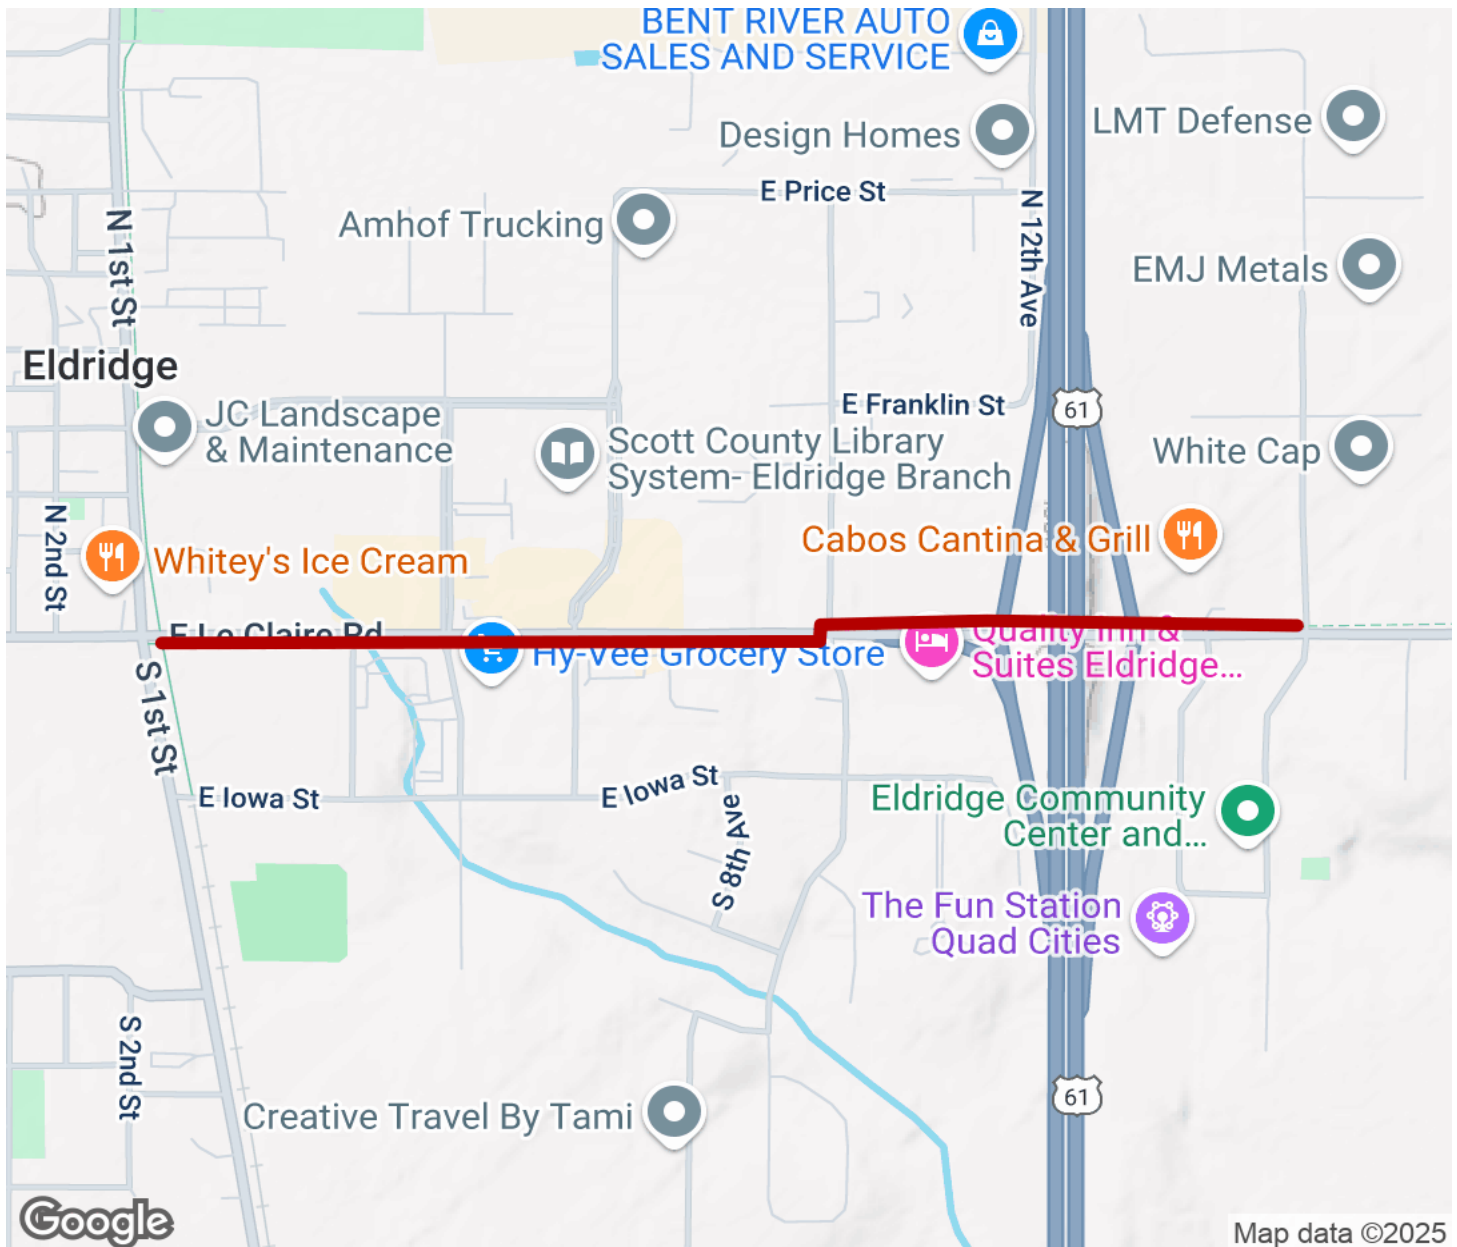 BENT RIVER AUTO
SALES AND SERVICE
Design Homes
LMT Defense
E Price St
Amhof Trucking
N 1st St
N 12th Ave
EMJ Metals
Eldridge
JC Landscape
& Maintenance
E Franklin St
61
Scott County Library
System- Eldridge Branch
White Cap
N 2nd St
Whitey's Ice Cream
Cabos Cantina & Grill
E Le Claire Rd
Hy-Vee Grocery Store
Quality Inn &
Suites Eldridge...
S 1st St
E Iowa St
E Iowa St
S 8th Ave
Eldridge Community
Center and...
The Fun Station
Quad Cities
S 2nd St
61
Creative Travel By Tami
Google
Map data ©2025